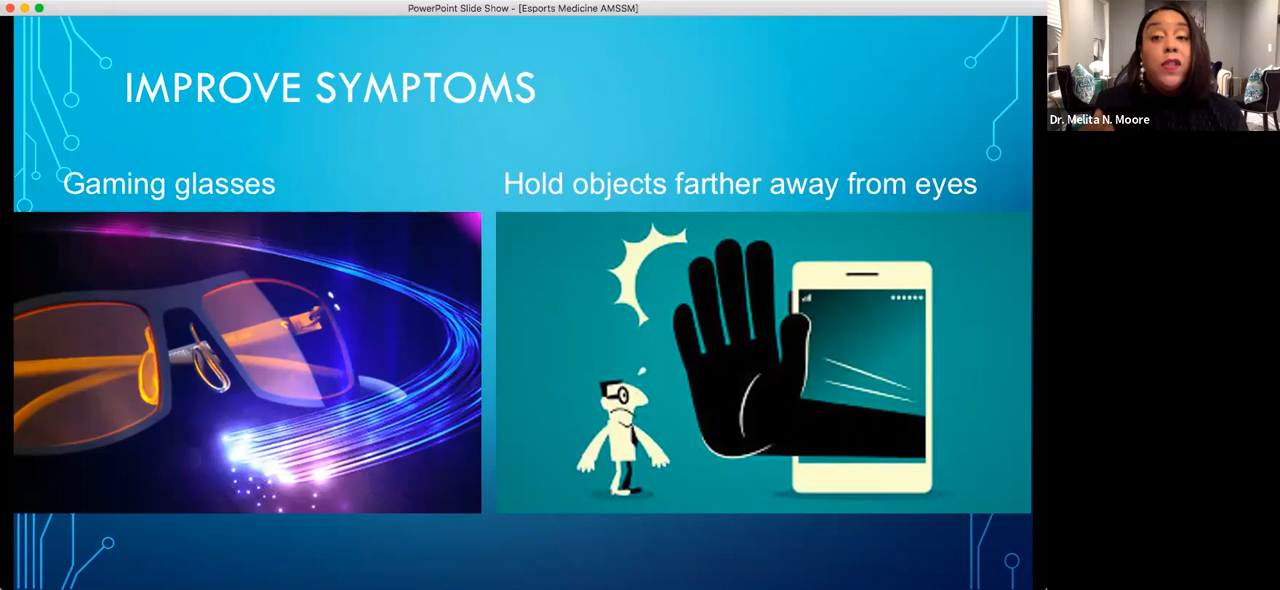 PowerPoint Slide Show - [Esports Medicine AMSSM]
IMPROVE SYMPTOMS
Gaming glasses
Hold objects farther away from eyes
Dr. Melita N. Moore